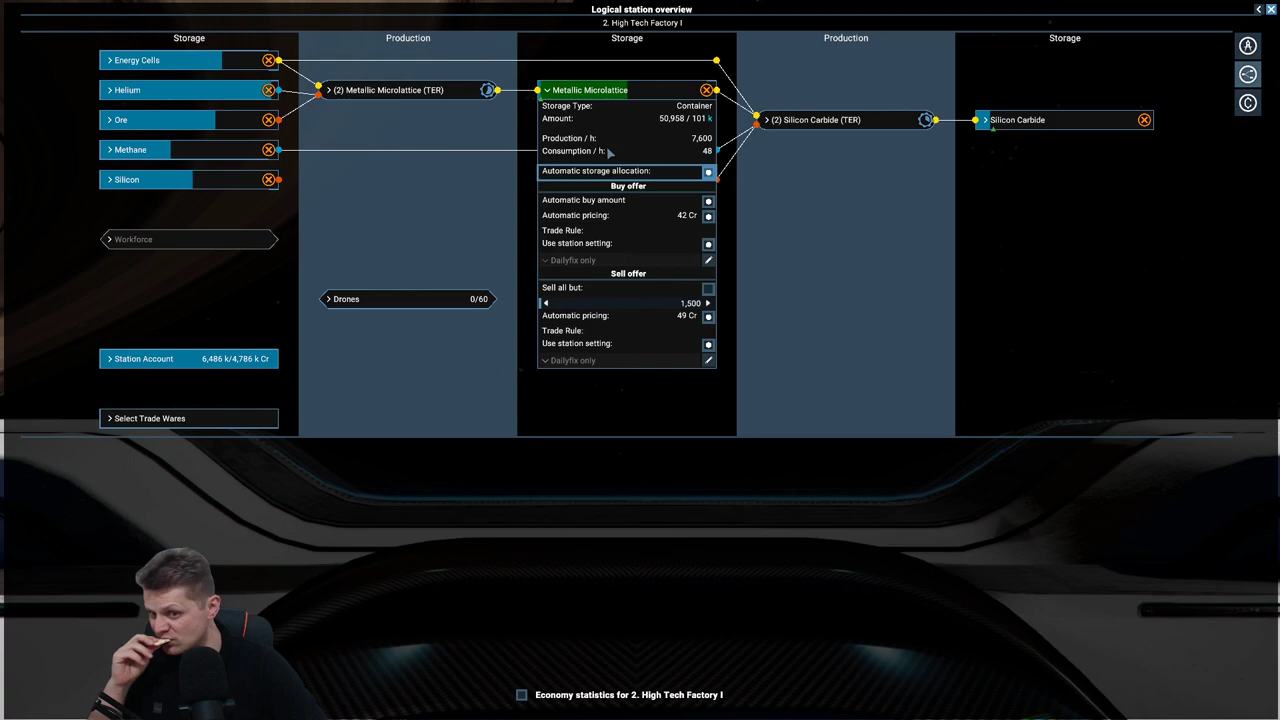 Logical station overview
2. High Tech Factory I
Storage
Production
Storage
Production
Storage
Energy Cells
Helium
Ore
Methane
Silicon
Workforce
Station Account 6,486 k/4,786 k Cr
Select Trade Wares
(2) Metallic Microlattice (TER)
Drones 0/60
Metallic Microlattice
Storage Type: Container
Amount: 50,958 / 101 k
Production / h: 7,600
Consumption / h: 48
Automatic storage allocation:
Buy offer
Automatic buy amount
Automatic pricing: 42 Cr
Trade Rule:
Use station setting:
Dailyfix only
Sell offer
Sell all but:
1,500
Automatic pricing: 49 Cr
Trade Rule:
Use station setting:
Dailyfix only
(2) Silicon Carbide (TER)
Silicon Carbide
Economy statistics for 2. High Tech Factory I